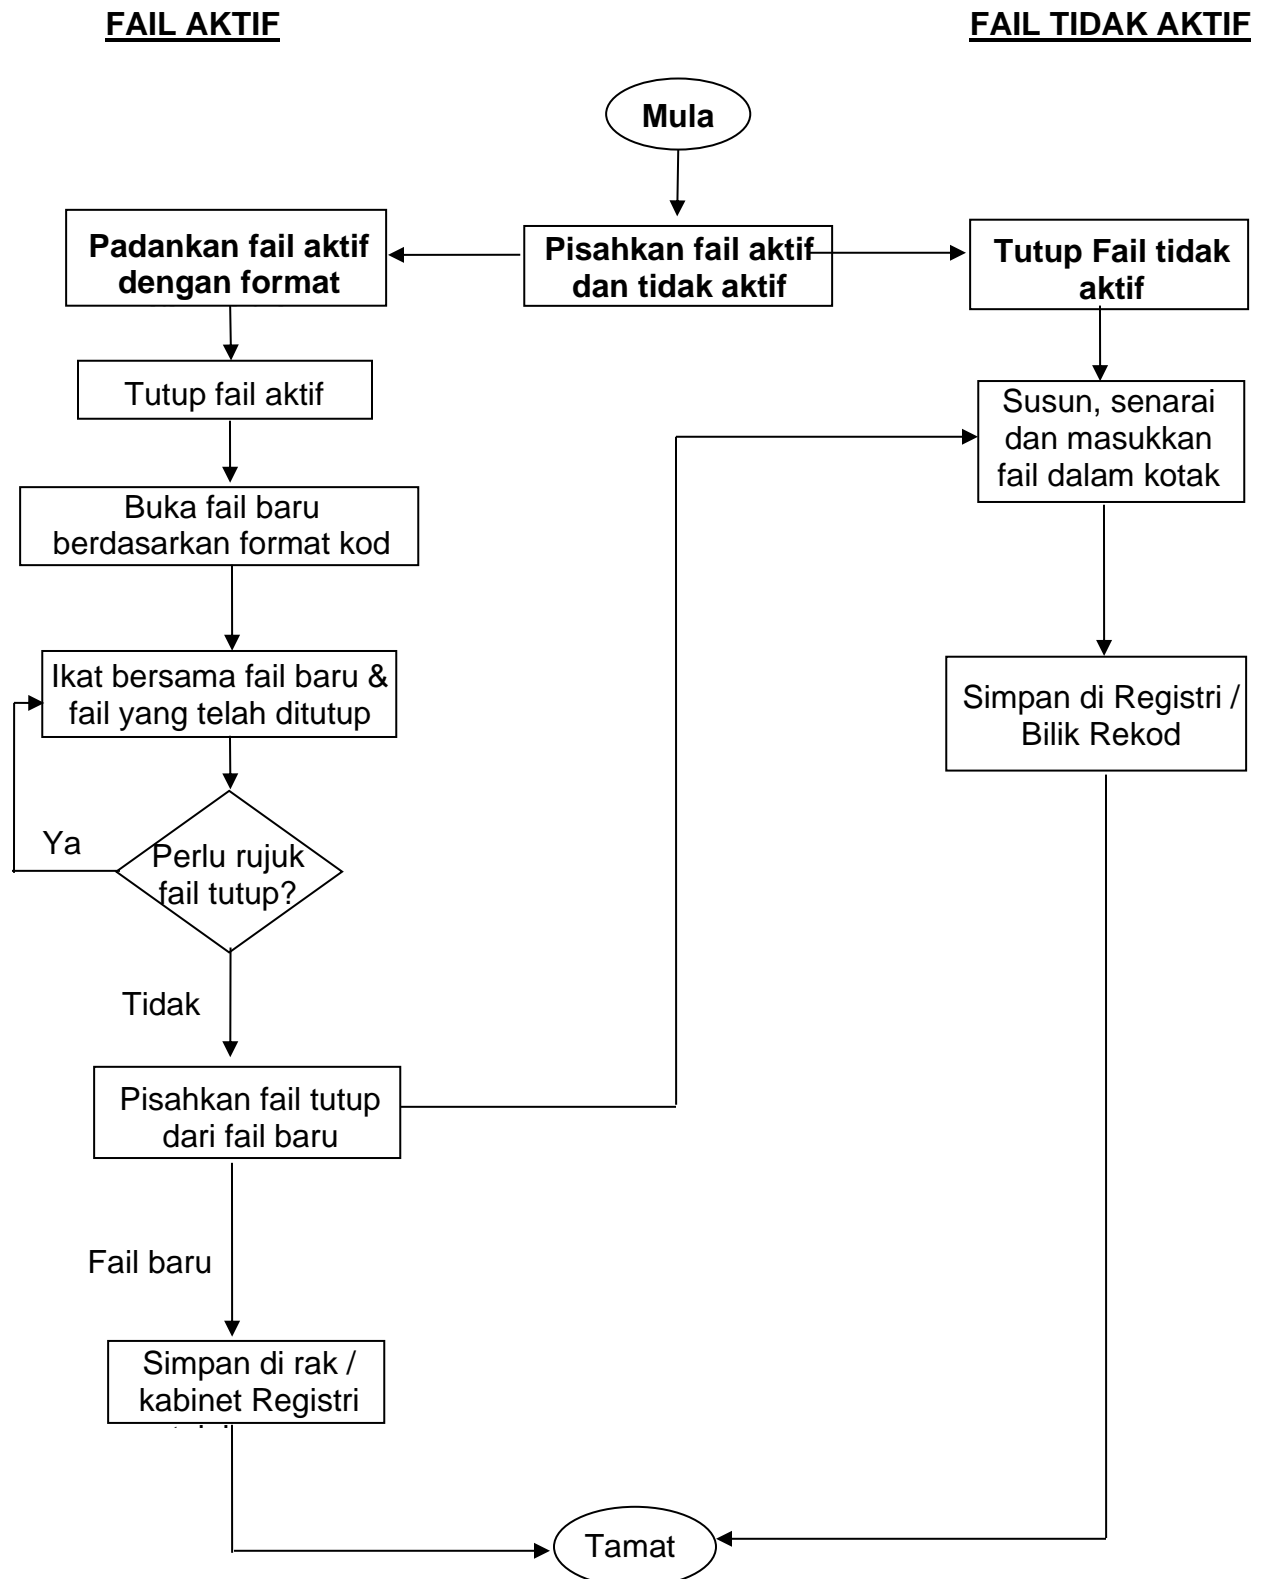 FAIL AKTIF
FAIL TIDAK AKTIF
Mula
Padankan fail aktif
dengan format
Pisahkan fail aktif
dan tidak aktif
Tutup Fail tidak
aktif
Tutup fail aktif
Susun, senarai
dan masukkan
fail dalam kotak
Buka fail baru
berdasarkan format kod
Ikat bersama fail baru &
fail yang telah ditutup
Simpan di Registri /
Bilik Rekod
Ya
Perlu rujuk
fail tutup?
Tidak
Pisahkan fail tutup
dari fail baru
Fail baru
Simpan di rak /
kabinet Registri
Tamat